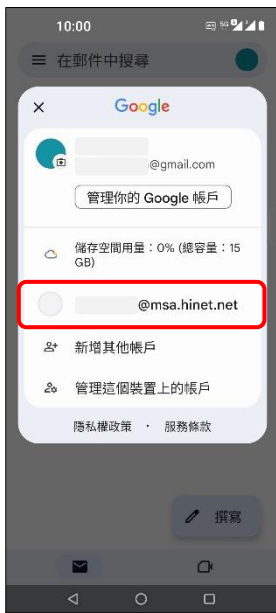 10:00
5G
在郵件中搜尋
Google
@gmail.com
管理你的 Google 帳戶
儲存空間用量：0% (總容量：15
GB)
@msa.hinet.net
新增其他帳戶
管理這個裝置上的帳戶
隱私權政策 · 服務條款
撰寫